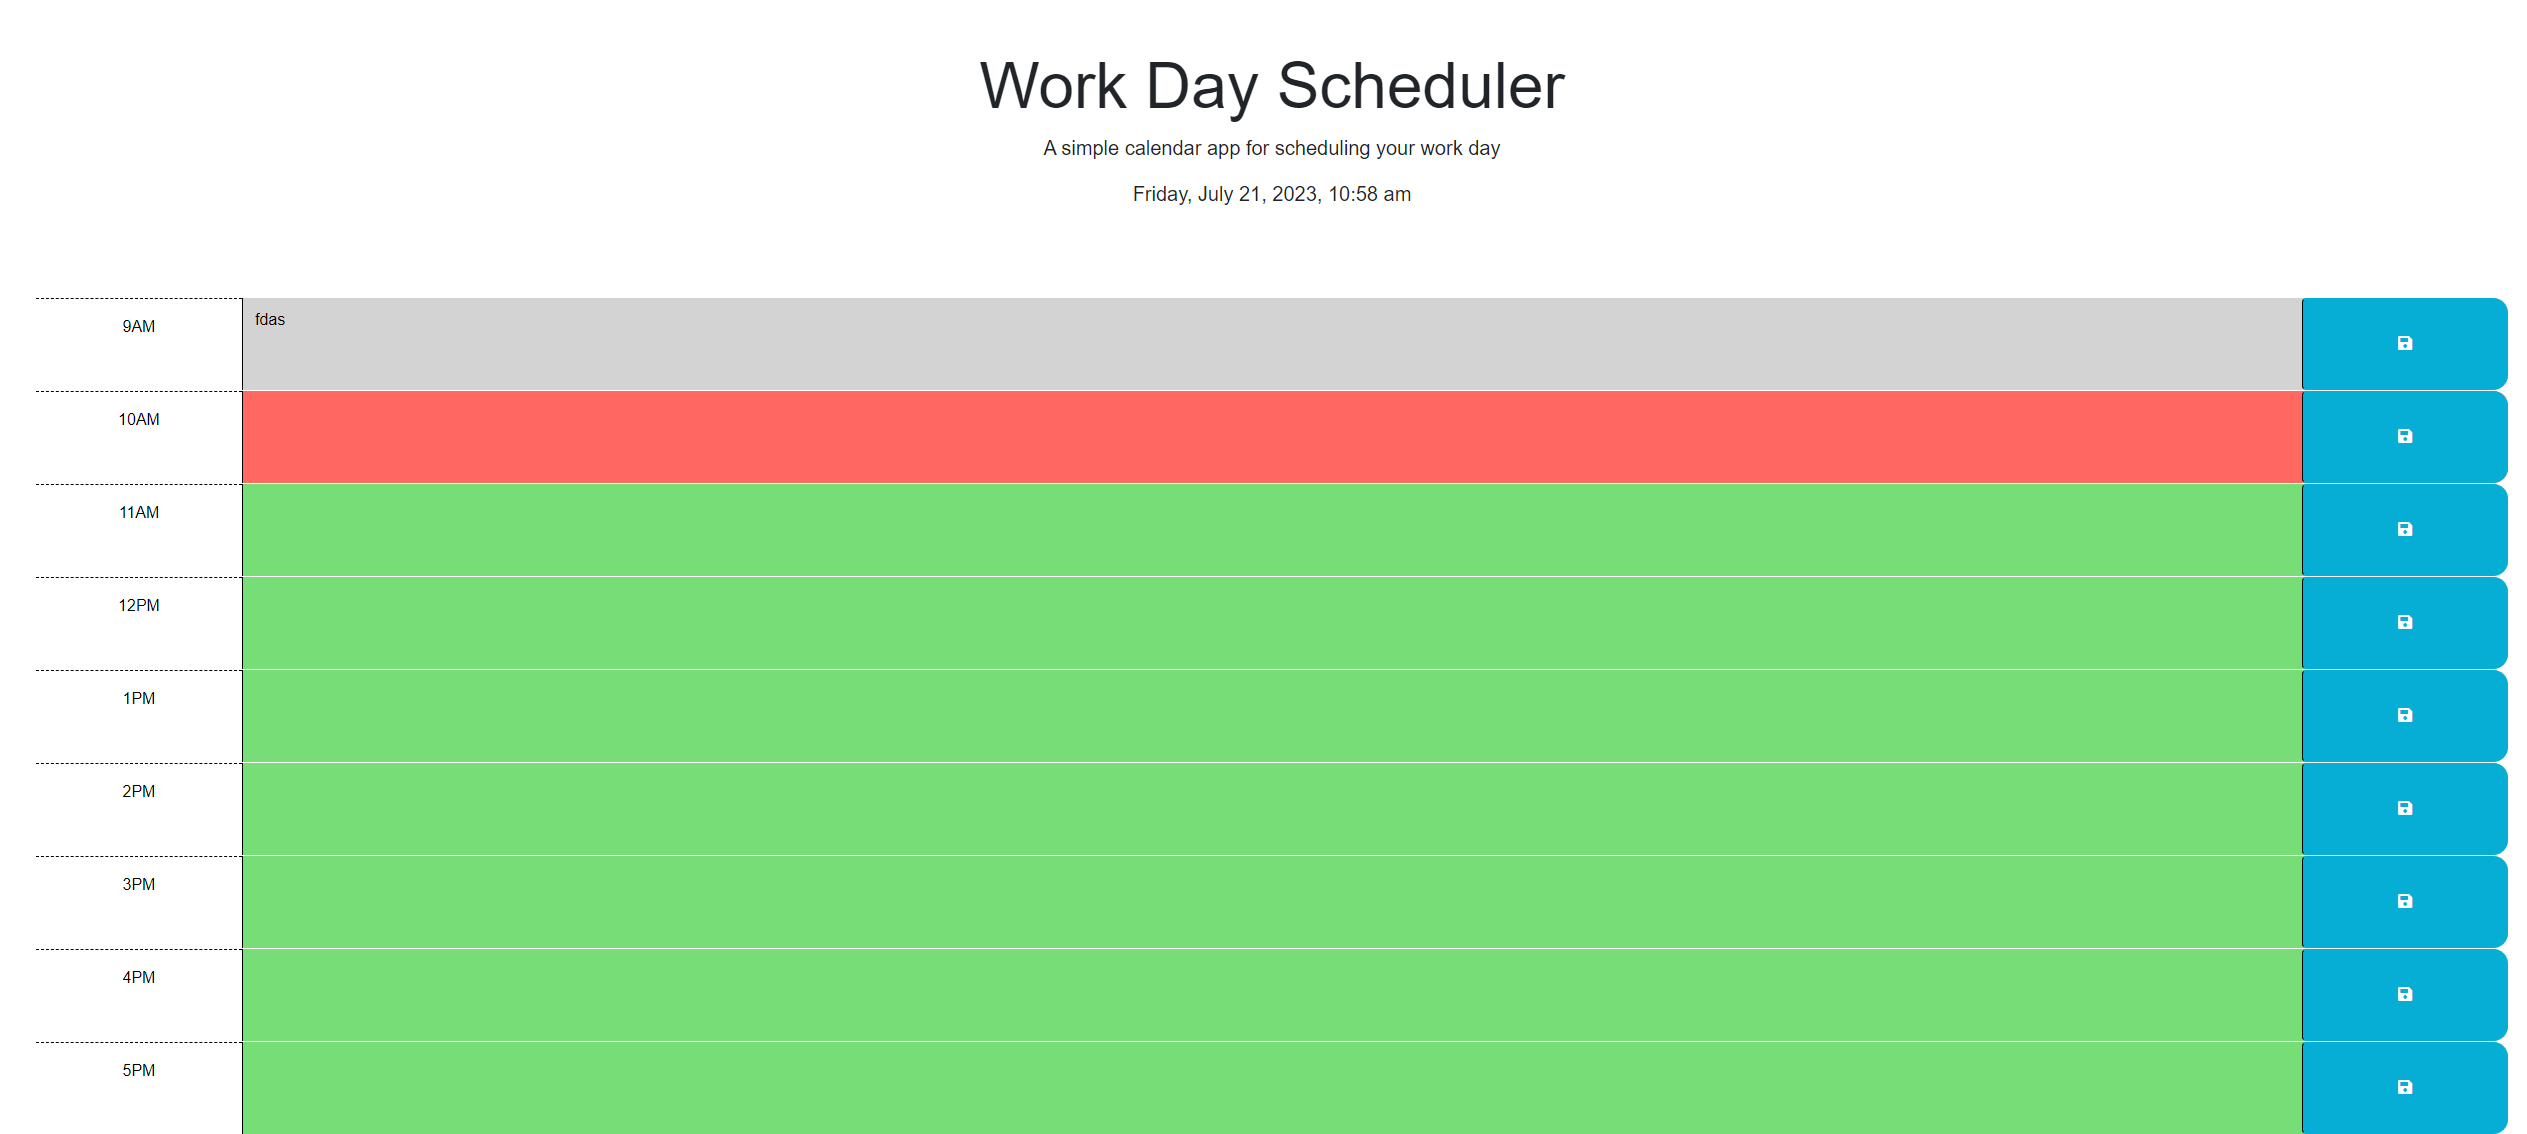 Work Day Scheduler
A simple calendar app for scheduling your work day
Friday, July 21, 2023, 10:58 am
9AM
fdas
10AM
11AM
12PM
1PM
2PM
3PM
4PM
5PM